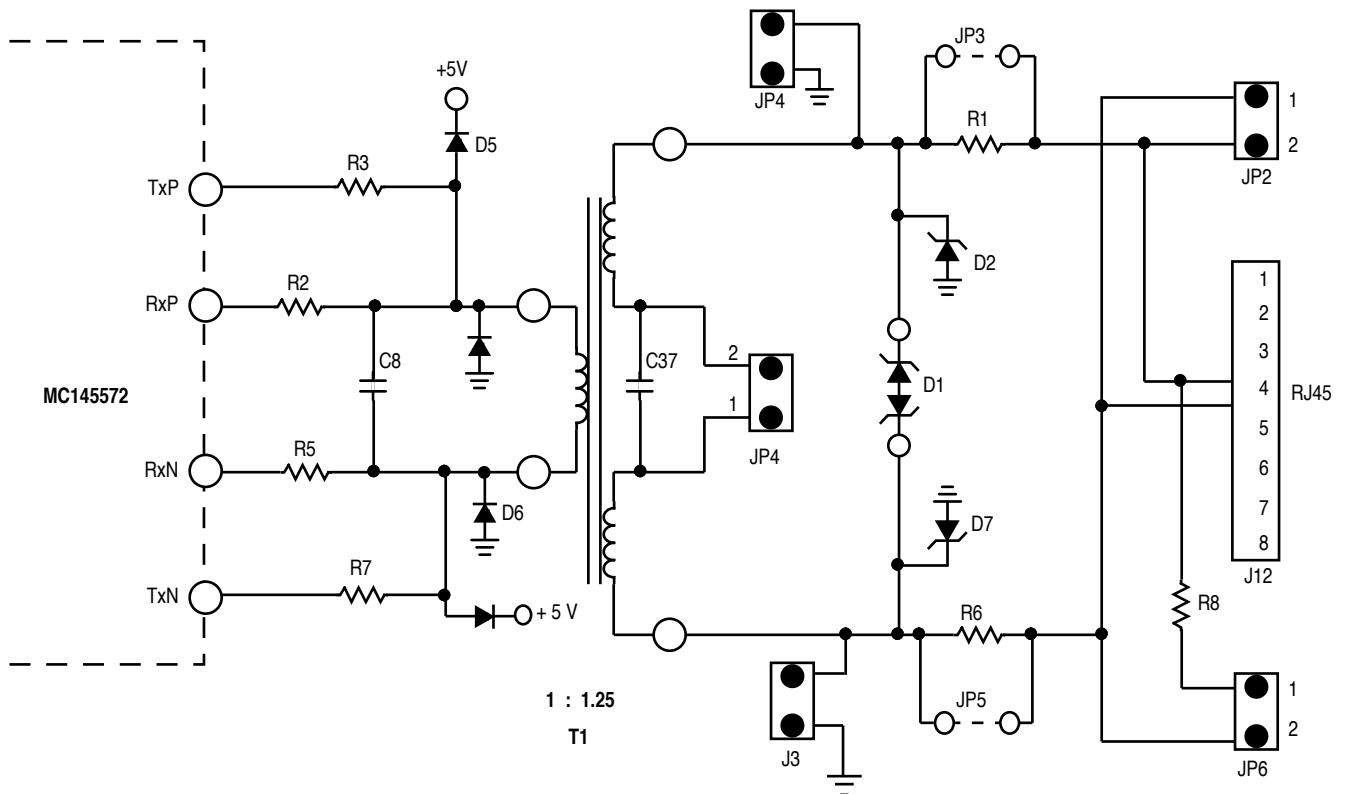 JP3
+5V
JP4
R1
1
D5
R3
2
TxP
JP2
D2
1
R2
RxP
2
C8
C37
2
3
D1
4
RJ45
MC145572
1
5
R5
JP4
RxN
6
D6
D7
7
8
R7
J12
TxN
R8
+ 5 V
R6
1 : 1.25
JP5
1
T1
2
J3
JP6